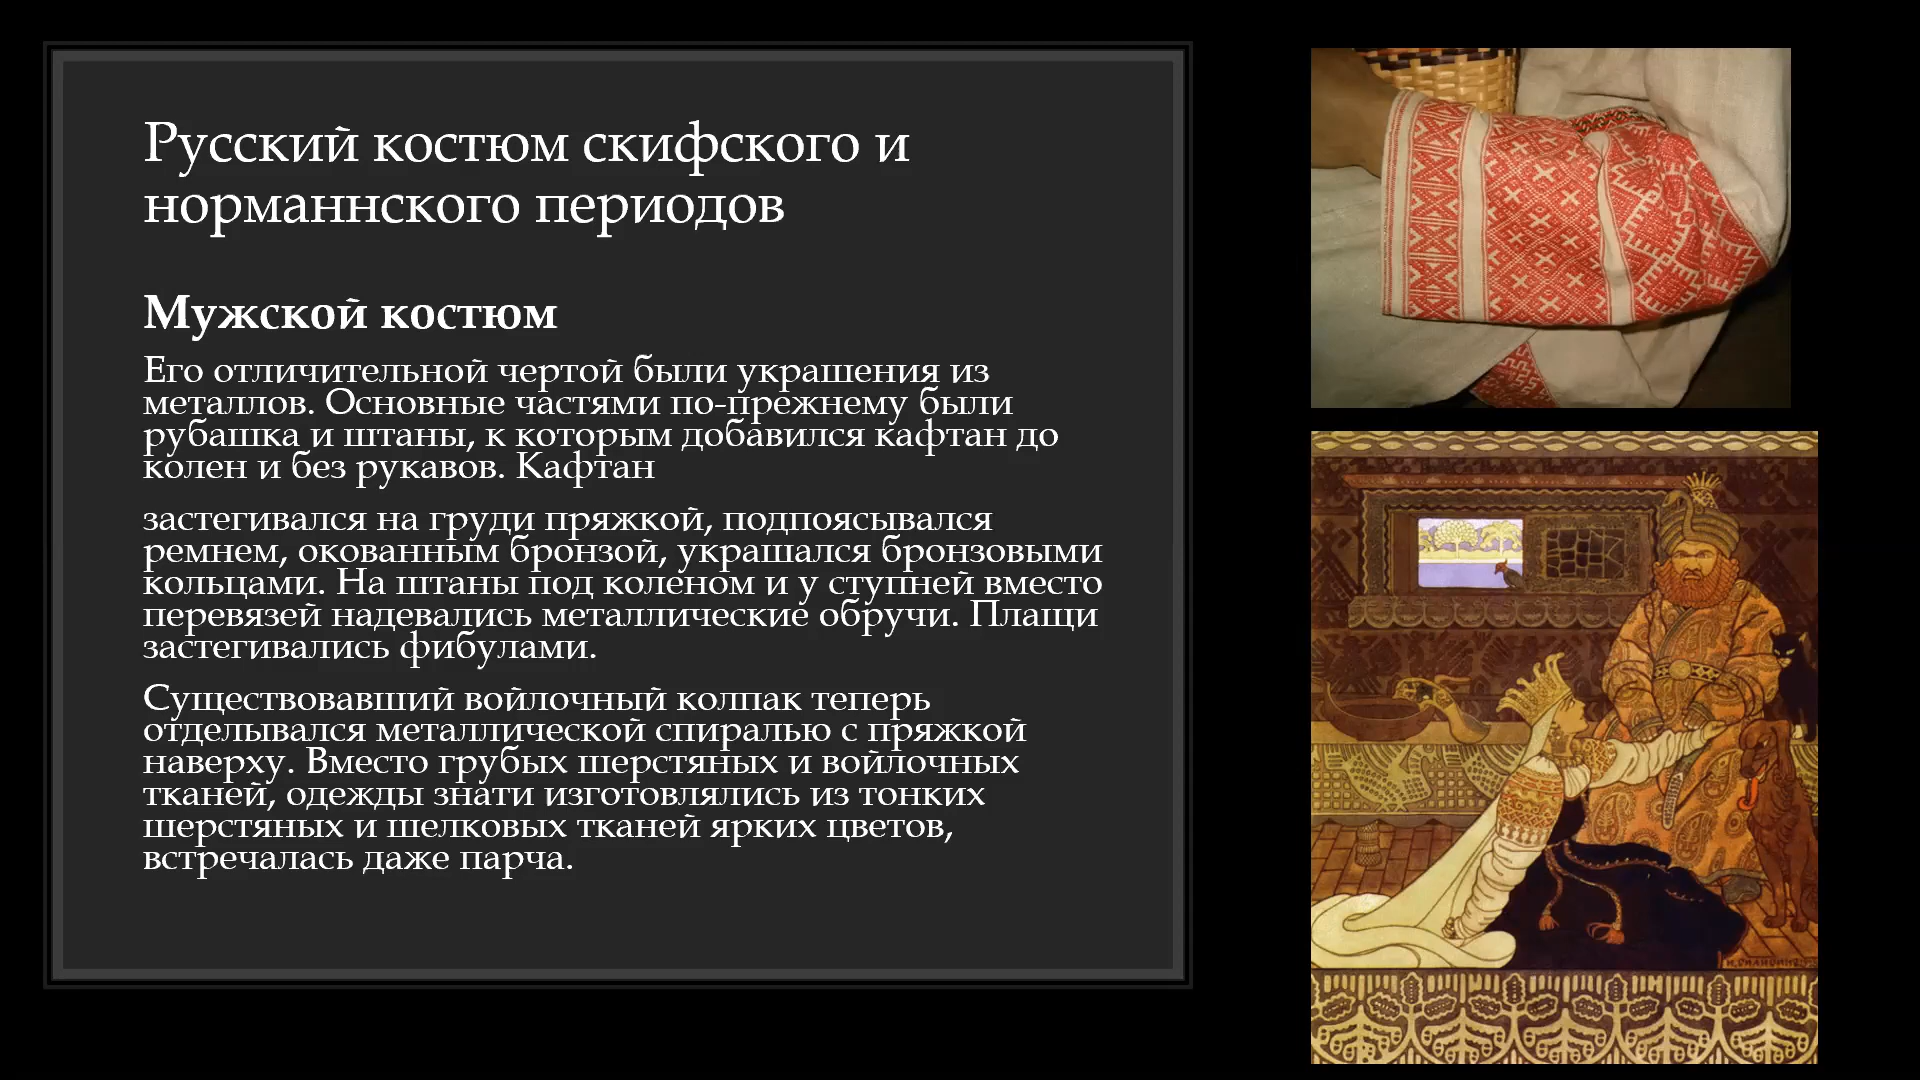 Русский костюм скифского и
норманнского периодов
Мужской костюм
Его отличительной чертой были украшения из
металлов. Основные частями по-прежнему были
рубашка и штаны, к которым добавился кафтан до
колен и без рукавов. Кафтан
застегивался на груди пряжкой, подпоясывался
ремнем, окованным бронзой, украшался бронзовыми
кольцами. На штаны под коленом и у ступней вместо
перевязей надевались металлические обручи. Плащи
застегивались фибулами.
Существовавший войлочный колпак теперь
отделывался металлической спиралью с пряжкой
наверху. Вместо грубых шерстяных и войлочных
тканей, одежды знати изготовлялись из тонких
шерстяных и шелковых тканей ярких цветов,
встречалась даже парча.